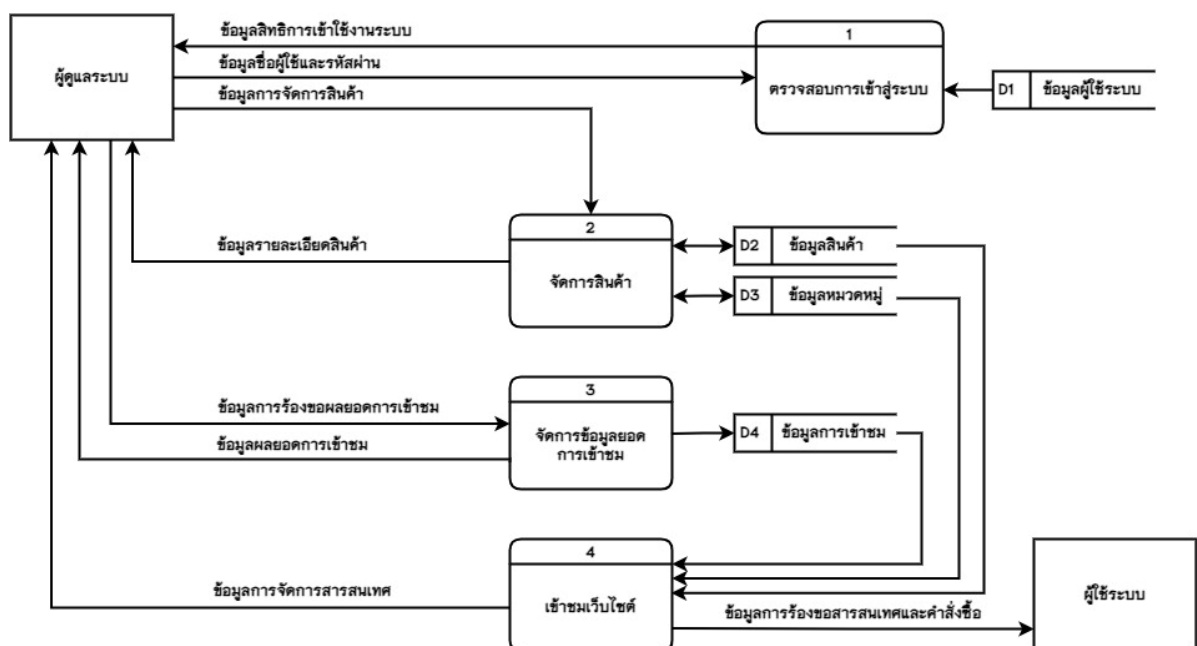 ข้อมูลสิทธิการเข้าใช้งานระบบ
1
ผู้ดูแลระบบ
ข้อมูลชื่อผู้ใช้และรหัสผ่าน
ตรวจสอบการเข้าสู่ระบบ
D1 ข้อมูลผู้ใช้ระบบ
ข้อมูลการจัดการสินค้า
2
ข้อมูลรายละเอียดสินค้า
D2 ข้อมูลสินค้า
จัดการสินค้า
D3 ข้อมูลหมวดหมู่
3
ข้อมูลการร้องขอผลยอดการเข้าชม
จัดการข้อมูลยอด
การเข้าชม
D4 ข้อมูลการเข้าชม
ข้อมูลผลยอดการเข้าชม
4
ข้อมูลการจัดการสารสนเทศ
เข้าชมเว็บไซต์
ผู้ใช้ระบบ
ข้อมูลการร้องขอสารสนเทศและคำสั่งซื้อ